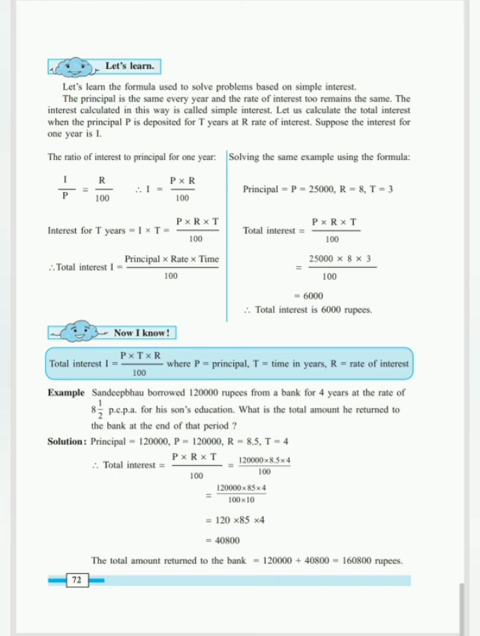 Let's learn.
Let's learn the formula used to solve problems based on simple interest.
The principal is the same every year and the rate of interest too remains the same. The
interest calculated in this way is called simple interest. Let us calculate the total interest
when the principal P is deposited for T years at R rate of interest. Suppose the interest for
one year is I.
The ratio of interest to principal for one year:
I/P = R/100 ∴ I = P × R/100
Interest for T years = I × T = P × R × T/100
∴Total interest I = Principal × Rate × Time/100
Solving the same example using the formula:
Principal = P = 25000, R = 8, T = 3
Total interest = P × R × T/100
= 25000 × 8 × 3/100
= 6000
∴ Total interest is 6000 rupees.
Now I know!
Total interest I = P × T × R/100 where P = principal, T = time in years, R = rate of interest
Example Sandeepbhau borrowed 120000 rupees from a bank for 4 years at the rate of
8 1/2 p.c.p.a. for his son's education. What is the total amount he returned to
the bank at the end of that period ?
Solution: Principal = 120000, P = 120000, R = 8.5, T = 4
∴ Total interest = P × R × T/100 = 120000×8.5×4/100
= 120000×85×4/100×10
= 120 ×85 ×4
= 40800
The total amount returned to the bank = 120000 + 40800 = 160800 rupees.
72